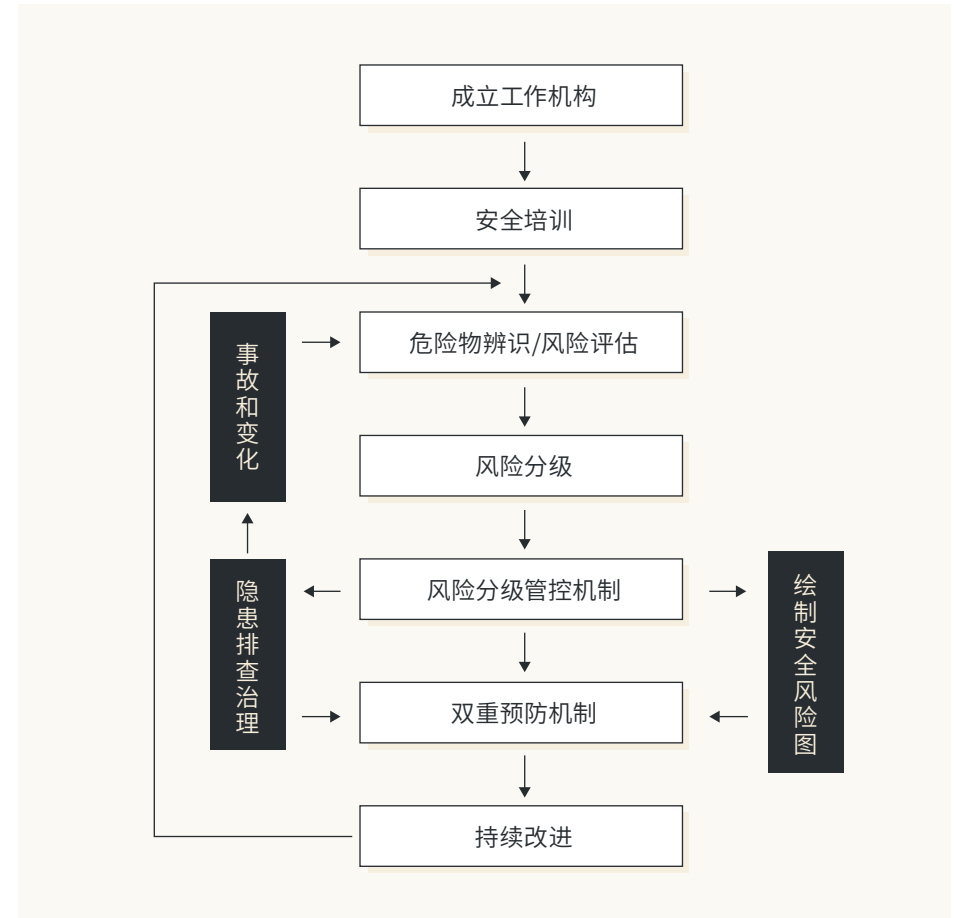 成立工作机构
安全培训
危险物辨识/风险评估
事故和变化
风险分级
风险分级管控机制
隐患排查治理
绘制安全风险图
双重预防机制
持续改进